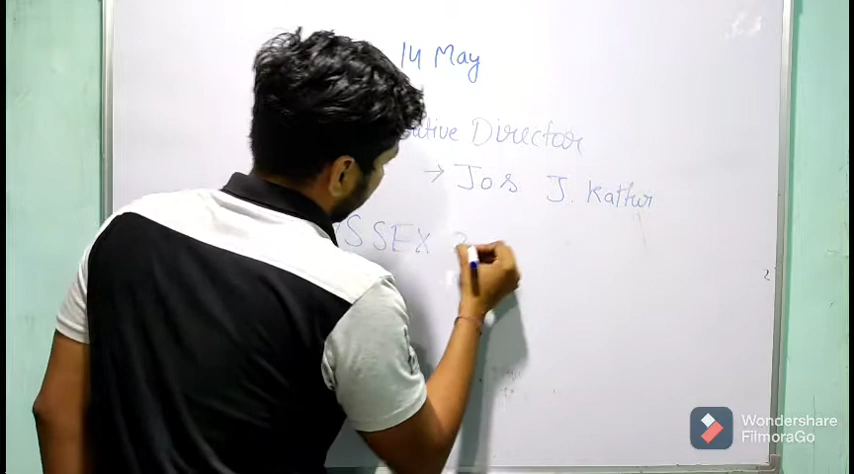 14 May
utive Director
→ Jos J. Kattur
SSEX
Wondershare
FilmoraGo